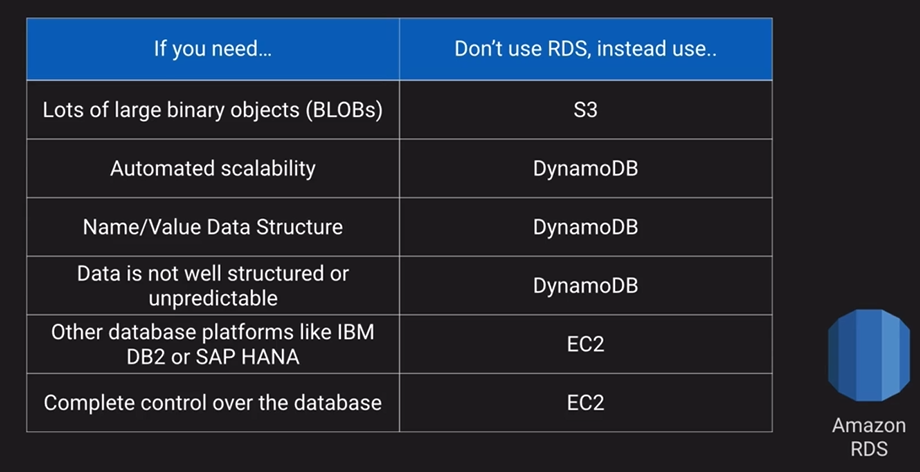 If you need...
Don't use RDS, instead use..
Lots of large binary objects (BLOBs)
S3
Automated scalability
DynamoDB
Name/Value Data Structure
DynamoDB
Data is not well structured or
unpredictable
DynamoDB
Other database platforms like IBM
DB2 or SAP HANA
EC2
Complete control over the database
EC2
Amazon
RDS